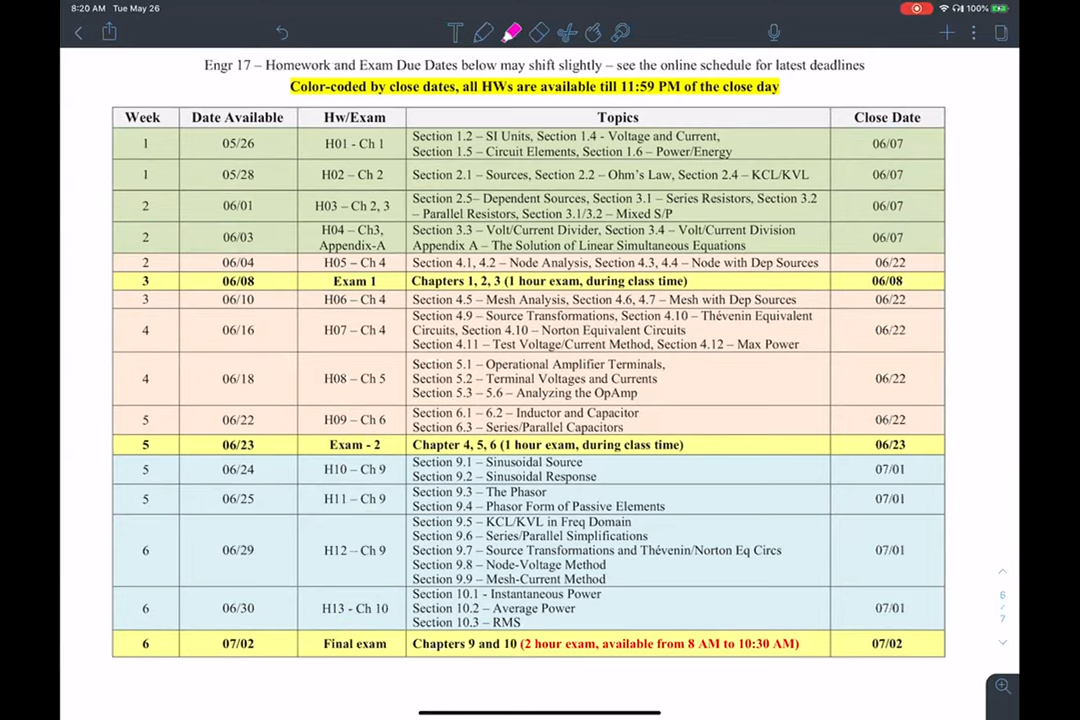 8:20 AM Tue May 26
100%
Engr 17 – Homework and Exam Due Dates below may shift slightly – see the online schedule for latest deadlines
Color-coded by close dates, all HWs are available till 11:59 PM of the close day
Week Date Available Hw/Exam Topics Close Date
1 05/26 H01 - Ch 1 Section 1.2 – SI Units, Section 1.4 - Voltage and Current, 06/07
Section 1.5 – Circuit Elements, Section 1.6 – Power/Energy
1 05/28 H02 – Ch 2 Section 2.1 – Sources, Section 2.2 – Ohm's Law, Section 2.4 – KCL/KVL 06/07
2 06/01 H03 – Ch 2, 3 Section 2.5– Dependent Sources, Section 3.1 – Series Resistors, Section 3.2 06/07
– Parallel Resistors, Section 3.1/3.2 – Mixed S/P
2 06/03 H04 – Ch3, Section 3.3 – Volt/Current Divider, Section 3.4 – Volt/Current Division 06/07
Appendix-A Appendix A – The Solution of Linear Simultaneous Equations
2 06/04 H05 – Ch 4 Section 4.1, 4.2 – Node Analysis, Section 4.3, 4.4 – Node with Dep Sources 06/22
3 06/08 Exam 1 Chapters 1, 2, 3 (1 hour exam, during class time) 06/08
3 06/10 H06 – Ch 4 Section 4.5 – Mesh Analysis, Section 4.6, 4.7 – Mesh with Dep Sources 06/22
4 06/16 H07 – Ch 4 Section 4.9 – Source Transformations, Section 4.10 – Thévenin Equivalent 06/22
Circuits, Section 4.10 – Norton Equivalent Circuits
Section 4.11 – Test Voltage/Current Method, Section 4.12 – Max Power
4 06/18 H08 – Ch 5 Section 5.1 – Operational Amplifier Terminals, 06/22
Section 5.2 – Terminal Voltages and Currents
Section 5.3 – 5.6 – Analyzing the OpAmp
5 06/22 H09 – Ch 6 Section 6.1 – 6.2 – Inductor and Capacitor 06/22
Section 6.3 – Series/Parallel Capacitors
5 06/23 Exam - 2 Chapter 4, 5, 6 (1 hour exam, during class time) 06/23
5 06/24 H10 – Ch 9 Section 9.1 – Sinusoidal Source 07/01
Section 9.2 – Sinusoidal Response
5 06/25 H11 – Ch 9 Section 9.3 – The Phasor 07/01
Section 9.4 – Phasor Form of Passive Elements
6 06/29 H12 – Ch 9 Section 9.5 – KCL/KVL in Freq Domain 07/01
Section 9.6 – Series/Parallel Simplifications
Section 9.7 – Source Transformations and Thévenin/Norton Eq Circs
Section 9.8 – Node-Voltage Method
Section 9.9 – Mesh-Current Method
6 06/30 H13 - Ch 10 Section 10.1 - Instantaneous Power 07/01
Section 10.2 – Average Power
Section 10.3 – RMS
6 07/02 Final exam Chapters 9 and 10 (2 hour exam, available from 8 AM to 10:30 AM) 07/02
6
/
7